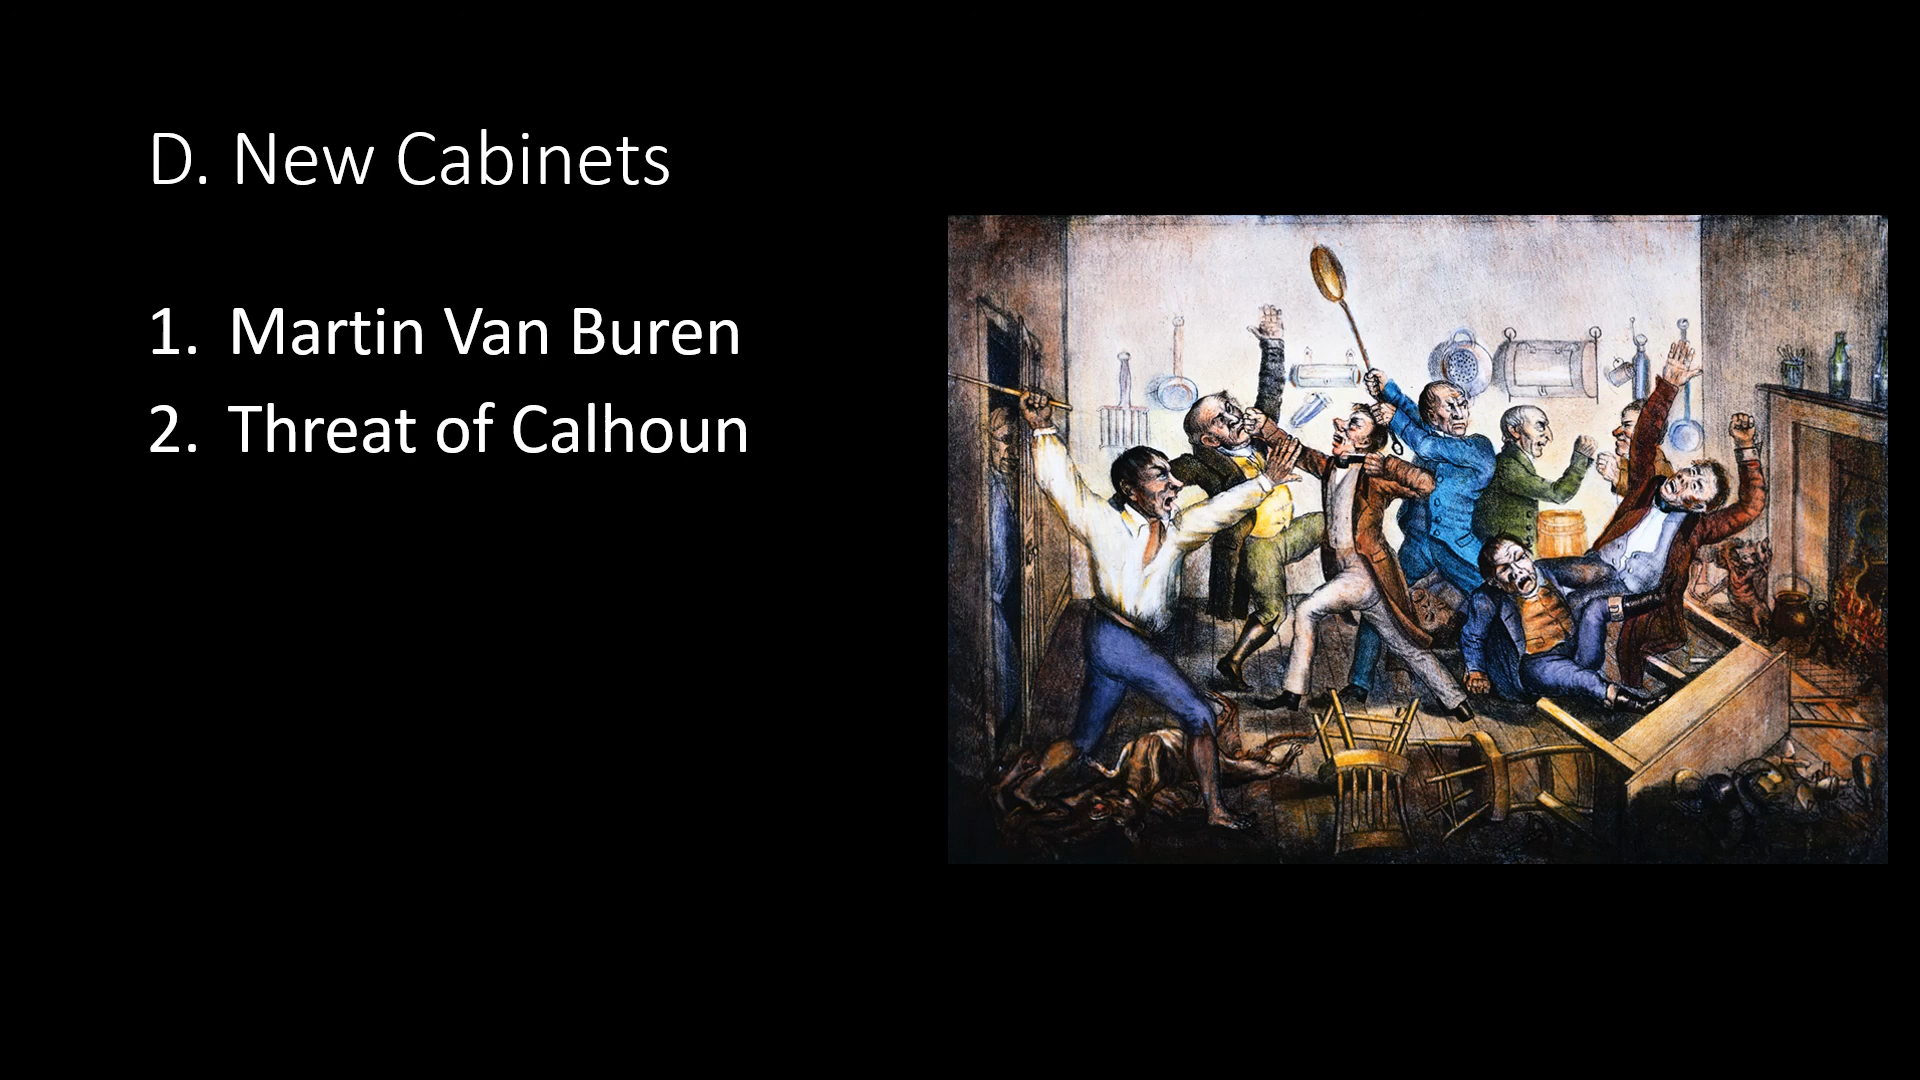 D. New Cabinets
1. Martin Van Buren
2. Threat of Calhoun